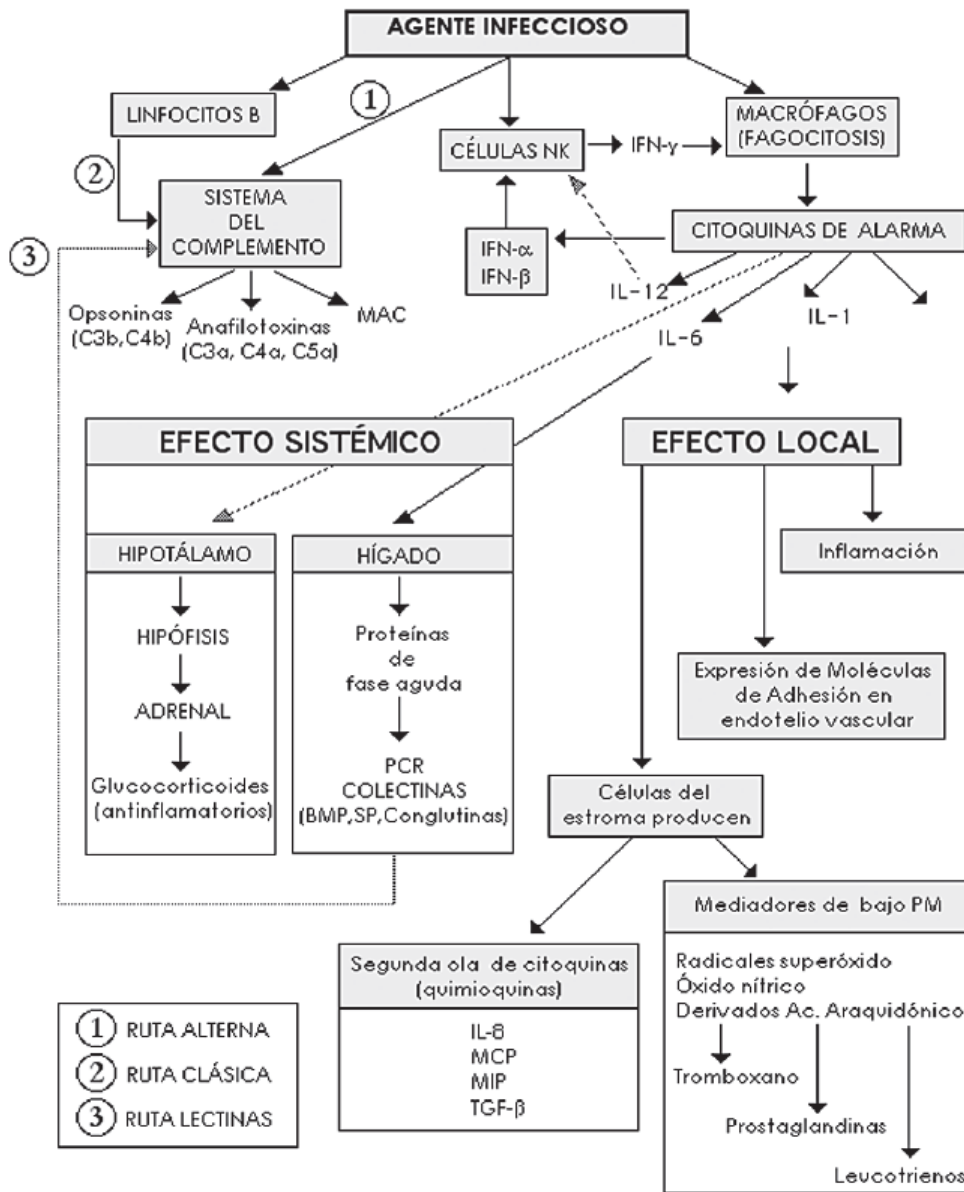 AGENTE INFECCIOSO
LINFOCITOS B
1
CÉLULAS NK
IFN-γ
MACRÓFAGOS
(FAGOCITOSIS)
2
SISTEMA
DEL
COMPLEMENTO
3
IFN-α
IFN-β
CITOQUINAS DE ALARMA
Opsoninas
(C3b, C4b)
Anafilotoxinas
(C3a, C4a, C5a)
MAC
IL-12
IL-6
IL-1
EFECTO SISTÉMICO
EFECTO LOCAL
HIPOTÁLAMO
HIPÓFISIS
ADRENAL
Glucocorticoides
(antinflamatorios)
HÍGADO
Proteínas
de
fase aguda
PCR
COLECTINAS
(BMP,SP,Conglutinas)
Inflamación
Expresión de Moléculas
de Adhesión en
endotelio vascular
Células del
estroma producen
Segunda ola de citoquinas
(quimioquinas)
IL-8
MCP
MIP
TGF-β
Mediadores de bajo PM
Radicales superóxido
Óxido nítrico
Derivados Ac. Araquidónico
Tromboxano
Prostaglandinas
Leucotrienos
1 RUTA ALTERNA
2 RUTA CLÁSICA
3 RUTA LECTINAS